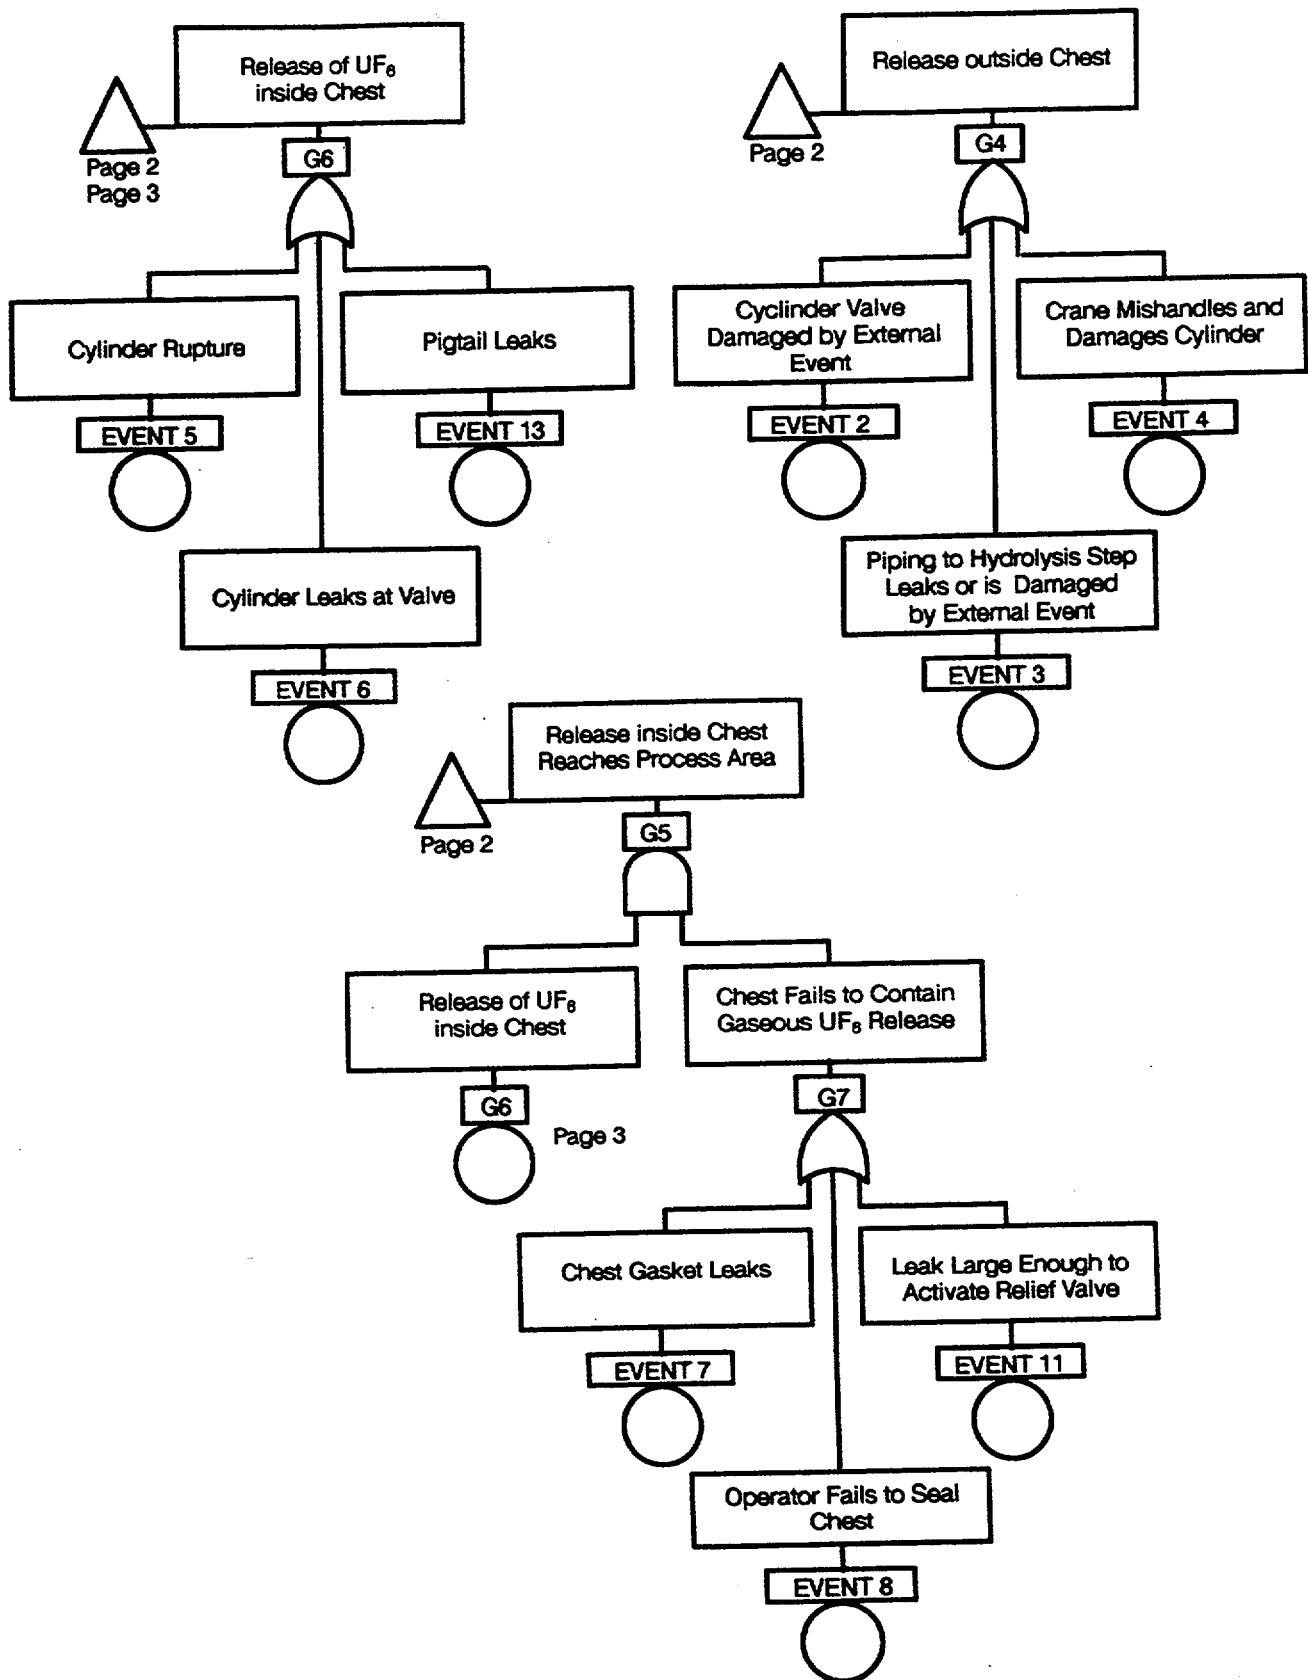 Release of UF₆
inside Chest
Page 2
Page 3
G6
Cylinder Rupture
EVENT 5
Pigtail Leaks
EVENT 13
Cylinder Leaks at Valve
EVENT 6
Release outside Chest
Page 2
G4
Cyclinder Valve
Damaged by External
Event
EVENT 2
Crane Mishandles and
Damages Cylinder
EVENT 4
Piping to Hydrolysis Step
Leaks or is Damaged
by External Event
EVENT 3
Release inside Chest
Reaches Process Area
Page 2
G5
Release of UF₆
inside Chest
G6
Page 3
Chest Fails to Contain
Gaseous UF₆ Release
G7
Chest Gasket Leaks
EVENT 7
Leak Large Enough to
Activate Relief Valve
EVENT 11
Operator Fails to Seal
Chest
EVENT 8